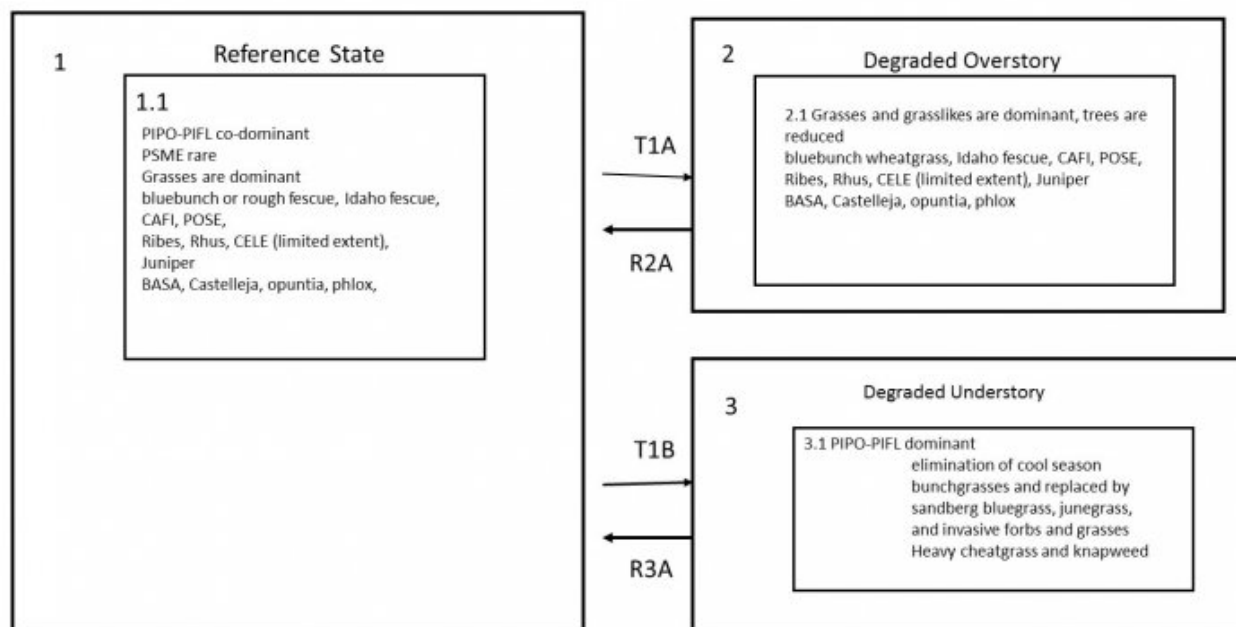 1
Reference State
1.1
PIPO-PIFL co-dominant
PSME rare
Grasses are dominant
bluebunch or rough fescue, Idaho fescue,
CAFI, POSE,
Ribes, Rhus, CELE (limited extent),
Juniper
BASA, Castelleja, opuntia, phlox,
T1A
R2A
2
Degraded Overstory
2.1 Grasses and grasslikes are dominant, trees are
reduced
bluebunch wheatgrass, Idaho fescue, CAFI, POSE,
Ribes, Rhus, CELE (limited extent), Juniper
BASA, Castelleja, opuntia, phlox
T1B
R3A
3
Degraded Understory
3.1 PIPO-PIFL dominant
elimination of cool season
bunchgrasses and replaced by
sandberg bluegrass, junegrass,
and invasive forbs and grasses
Heavy cheatgrass and knapweed